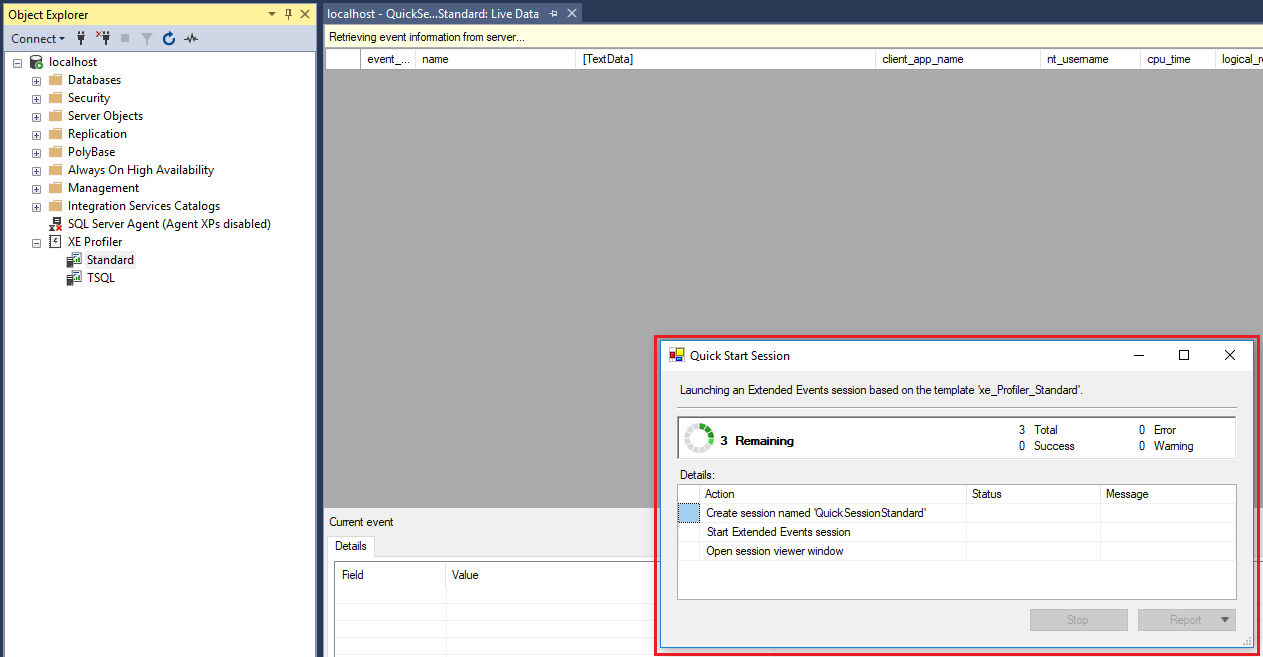 Object Explorer
Connect
localhost
Databases
Security
Server Objects
Replication
PolyBase
Always On High Availability
Management
Integration Services Catalogs
SQL Server Agent (Agent XPs disabled)
XE Profiler
Standard
TSQL
localhost - QuickSe...Standard: Live Data
Retrieving event information from server...
event_... name [TextData] client_app_name nt_username cpu_time logical_r
Current event
Details
Field Value
Quick Start Session
Launching an Extended Events session based on the template 'xe_Profiler_Standard'.
3 Remaining
3 Total 0 Error
0 Success 0 Warning
Details:
Action Status Message
Create session named 'QuickSessionStandard'
Start Extended Events session
Open session viewer window
Stop Report